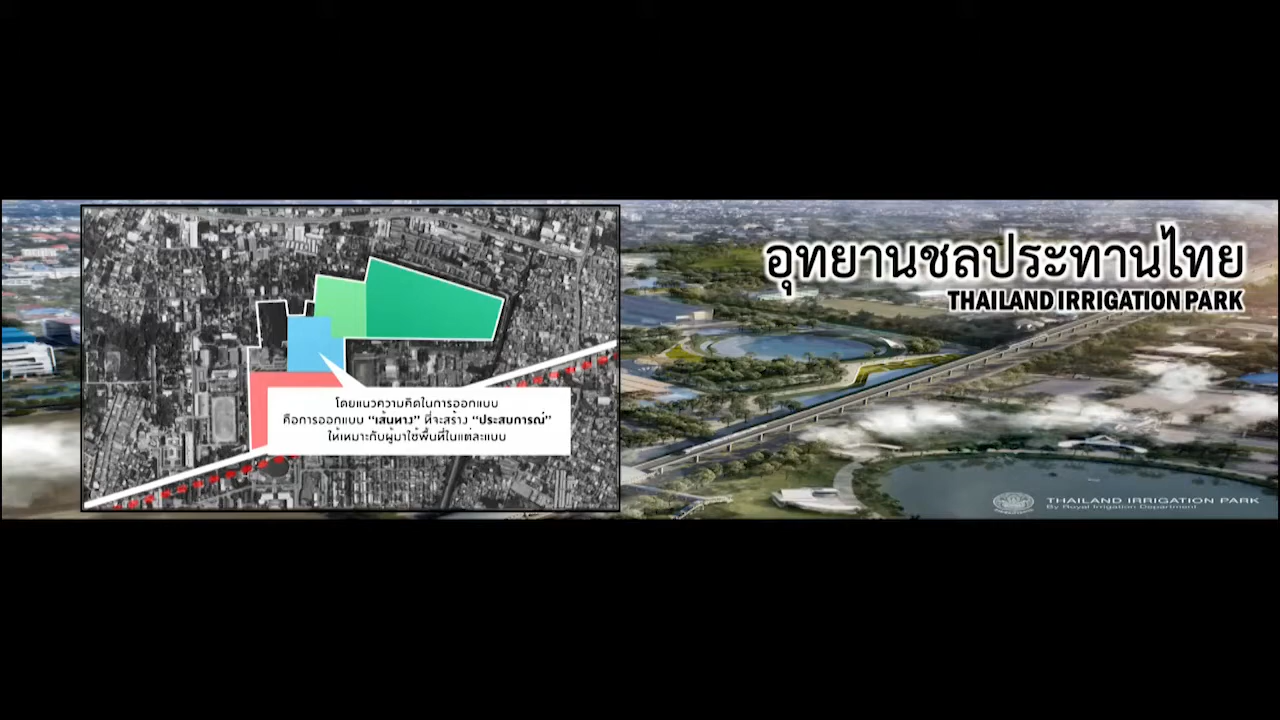 โดยแนวความคิดในการออกแบบ
คือการออกแบบ “เส้นทาง” ที่จะสร้าง “ประสบการณ์”
ให้เหมาะกับผู้มาใช้พื้นที่ในแต่ละแบบ
อุทยานชลประทานไทย
THAILAND IRRIGATION PARK
THAILAND IRRIGATION PARK
By Royal Irrigation Department